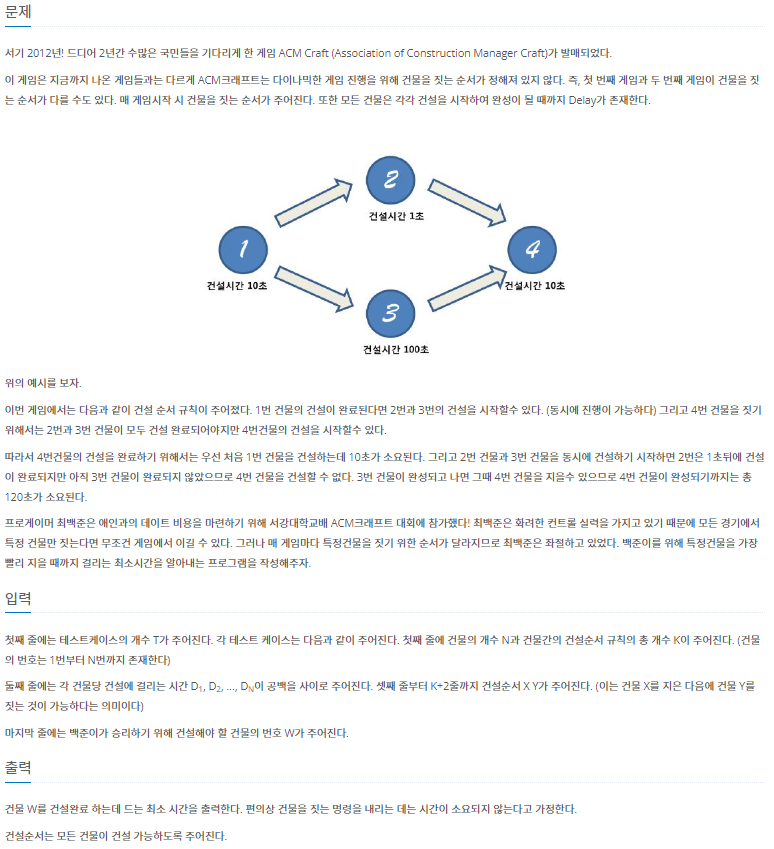 문제
서기 2012년! 드디어 2년간 수많은 국민들을 기다리게 한 게임 ACM Craft (Association of Construction Manager Craft)가 발매되었다.
이 게임은 지금까지 나온 게임들과는 다르게 ACM크래프트는 다이나믹한 게임 진행을 위해 건물을 짓는 순서가 정해져 있지 않다. 즉, 첫 번째 게임과 두 번째 게임이 건물을 짓
는 순서가 다를 수도 있다. 매 게임시작 시 건물을 짓는 순서가 주어진다. 또한 모든 건물은 각각 건설을 시작하여 완성이 될 때까지 Delay가 존재한다.
2
건설시간 1초
1
건설시간 10초
4
건설시간 10초
3
건설시간 100초
위의 예시를 보자.
이번 게임에서는 다음과 같이 건설 순서 규칙이 주어졌다. 1번 건물의 건설이 완료된다면 2번과 3번의 건설을 시작할수 있다. (동시에 진행이 가능하다) 그리고 4번 건물을 짓기
위해서는 2번과 3번 건물이 모두 건설 완료되어야지만 4번건물의 건설을 시작할수 있다.
따라서 4번건물의 건설을 완료하기 위해서는 우선 처음 1번 건물을 건설하는데 10초가 소요된다. 그리고 2번 건물과 3번 건물을 동시에 건설하기 시작하면 2번은 1초뒤에 건설
이 완료되지만 아직 3번 건물이 완료되지 않았으므로 4번 건물을 건설할 수 없다. 3번 건물이 완성되고 나면 그때 4번 건물을 지을수 있으므로 4번 건물이 완성되기까지는 총
120초가 소요된다.
프로게이머 최백준은 애인과의 데이트 비용을 마련하기 위해 서강대학교배 ACM크래프트 대회에 참가했다! 최백준은 화려한 컨트롤 실력을 가지고 있기 때문에 모든 경기에서
특정 건물만 짓는다면 무조건 게임에서 이길 수 있다. 그러나 매 게임마다 특정건물을 짓기 위한 순서가 달라지므로 최백준은 좌절하고 있었다. 백준이를 위해 특정건물을 가장
빨리 지을 때까지 걸리는 최소시간을 알아내는 프로그램을 작성해주자.
입력
첫째 줄에는 테스트케이스의 개수 T가 주어진다. 각 테스트 케이스는 다음과 같이 주어진다. 첫째 줄에 건물의 개수 N과 건물간의 건설순서 규칙의 총 개수 K이 주어진다. (건물
의 번호는 1번부터 N번까지 존재한다)
둘째 줄에는 각 건물당 건설에 걸리는 시간 D1, D2, ..., DN이 공백을 사이로 주어진다. 셋째 줄부터 K+2줄까지 건설순서 X Y가 주어진다. (이는 건물 X를 지은 다음에 건물 Y를
짓는 것이 가능하다는 의미이다)
마지막 줄에는 백준이가 승리하기 위해 건설해야 할 건물의 번호 W가 주어진다.
출력
건물 W를 건설완료 하는데 드는 최소 시간을 출력한다. 편의상 건물을 짓는 명령을 내리는 데는 시간이 소요되지 않는다고 가정한다.
건설순서는 모든 건물이 건설 가능하도록 주어진다.